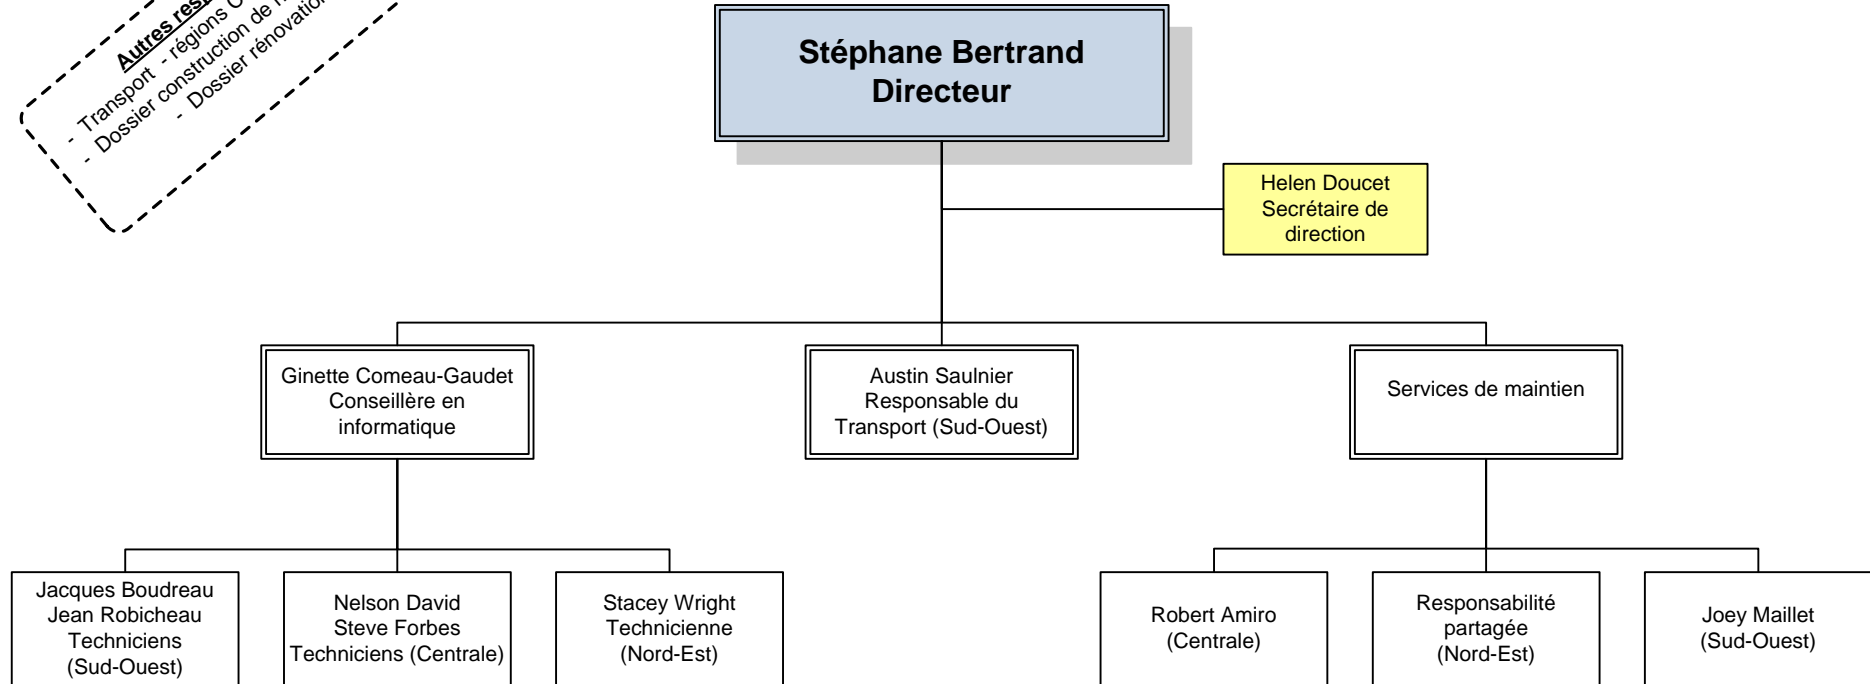 Autres
- Transport - régions
- Dossier construction de
- Dossier rénovation
Stéphane Bertrand
Directeur
Helen Doucet
Secrétaire de
direction
Ginette Comeau-Gaudet
Conseillère en
informatique
Austin Saulnier
Responsable du
Transport (Sud-Ouest)
Services de maintien
Jacques Boudreau
Jean Robicheau
Techniciens
(Sud-Ouest)
Nelson David
Steve Forbes
Techniciens (Centrale)
Stacey Wright
Technicienne
(Nord-Est)
Robert Amiro
(Centrale)
Responsabilité
partagée
(Nord-Est)
Joey Maillet
(Sud-Ouest)